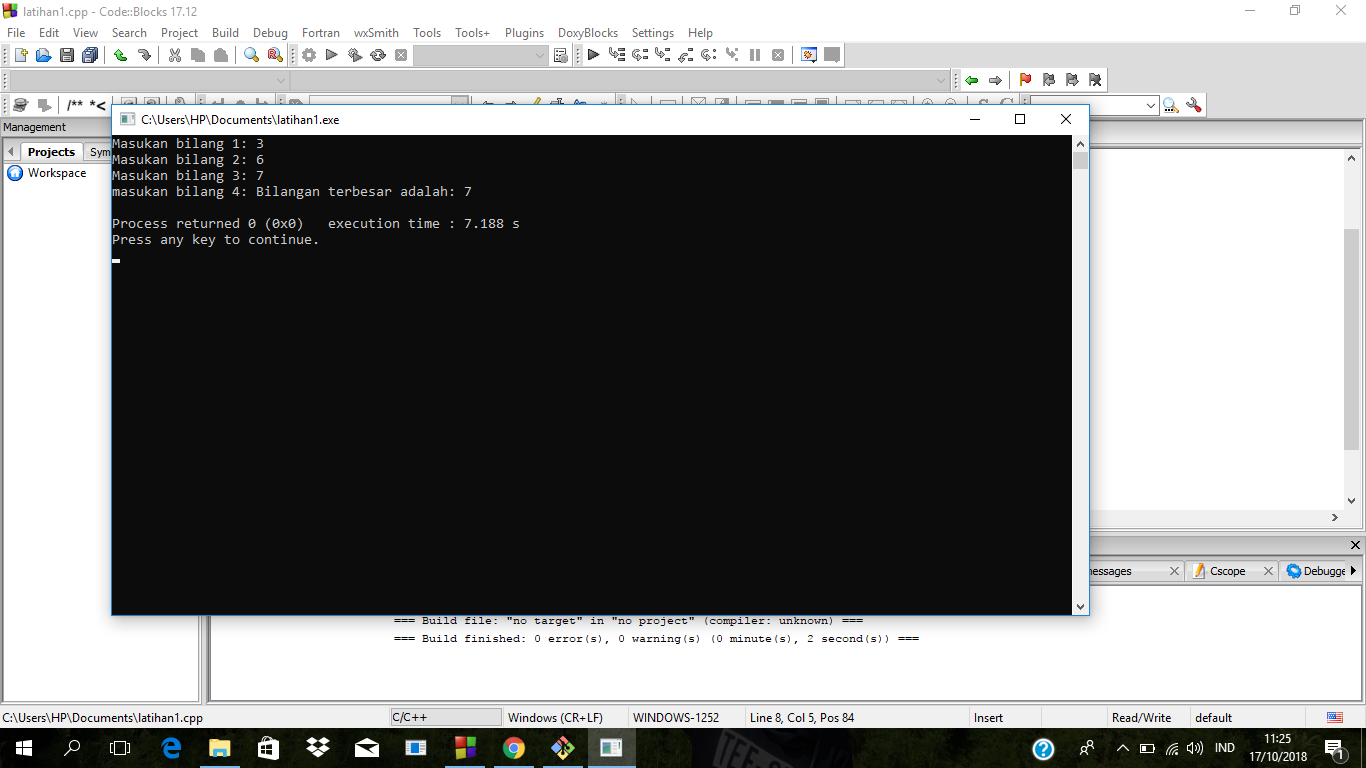 latihan1.cpp - Code::Blocks 17.12
File Edit View Search Project Build Debug Fortran wxSmith Tools Tools+ Plugins DoxyBlocks Settings Help
/** *<
Management
Projects
Workspace
C:\Users\HP\Documents\latihan1.exe
Masukan bilang 1: 3
Masukan bilang 2: 6
Masukan bilang 3: 7
masukan bilang 4: Bilangan terbesar adalah: 7
Process returned 0 (0x0)   execution time : 7.188 s
Press any key to continue.
Cscope Debugge
=== Build file: "no target" in "no project" (compiler: unknown) ===
=== Build finished: 0 error(s), 0 warning(s) (0 minute(s), 2 second(s)) ===
C:\Users\HP\Documents\latihan1.cpp C/C++ Windows (CR+LF) WINDOWS-1252 Line 8, Col 5, Pos 84 Insert Read/Write default
IND
11:25
17/10/2018
1